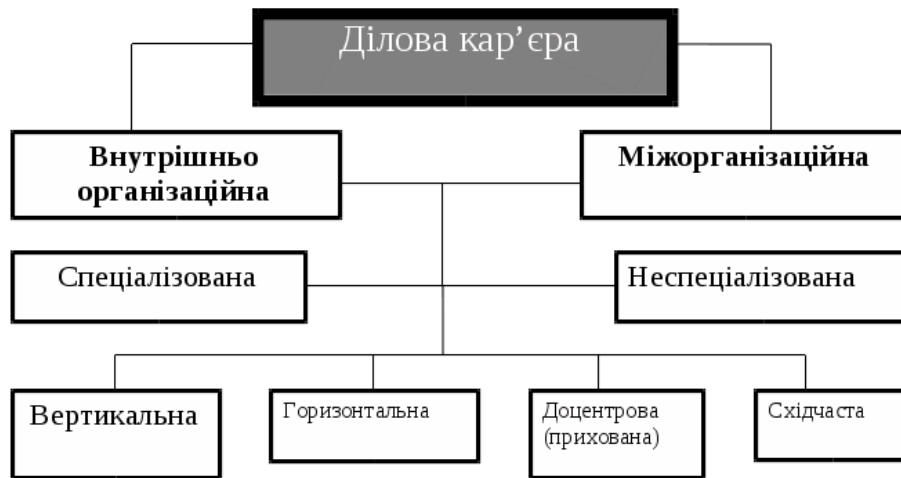 Ділова кар’єра
Внутрішньо
організаційна
Міжорганізаційна
Спеціалізована
Неспеціалізована
Вертикальна
Горизонтальна
Доцентрова
(прихована)
Східчаста